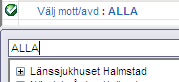 Välj mott/avd : ALLA
ALLA
Länssjukhuset Halmstad